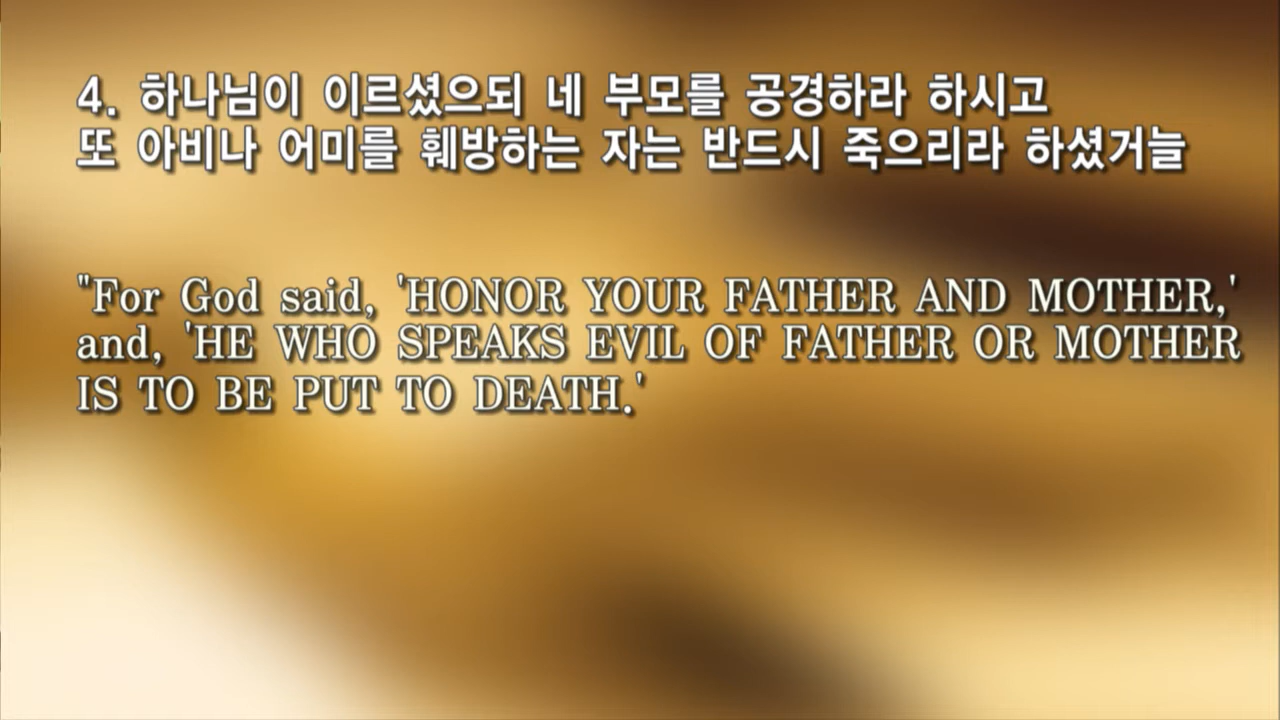 4. 하나님이 이르셨으되 네 부모를 공경하라 하시고
또 아비나 어미를 훼방하는 자는 반드시 죽으리라 하셨거늘
"For God said, 'HONOR YOUR FATHER AND MOTHER,'
and, 'HE WHO SPEAKS EVIL OF FATHER OR MOTHER
IS TO BE PUT TO DEATH.'